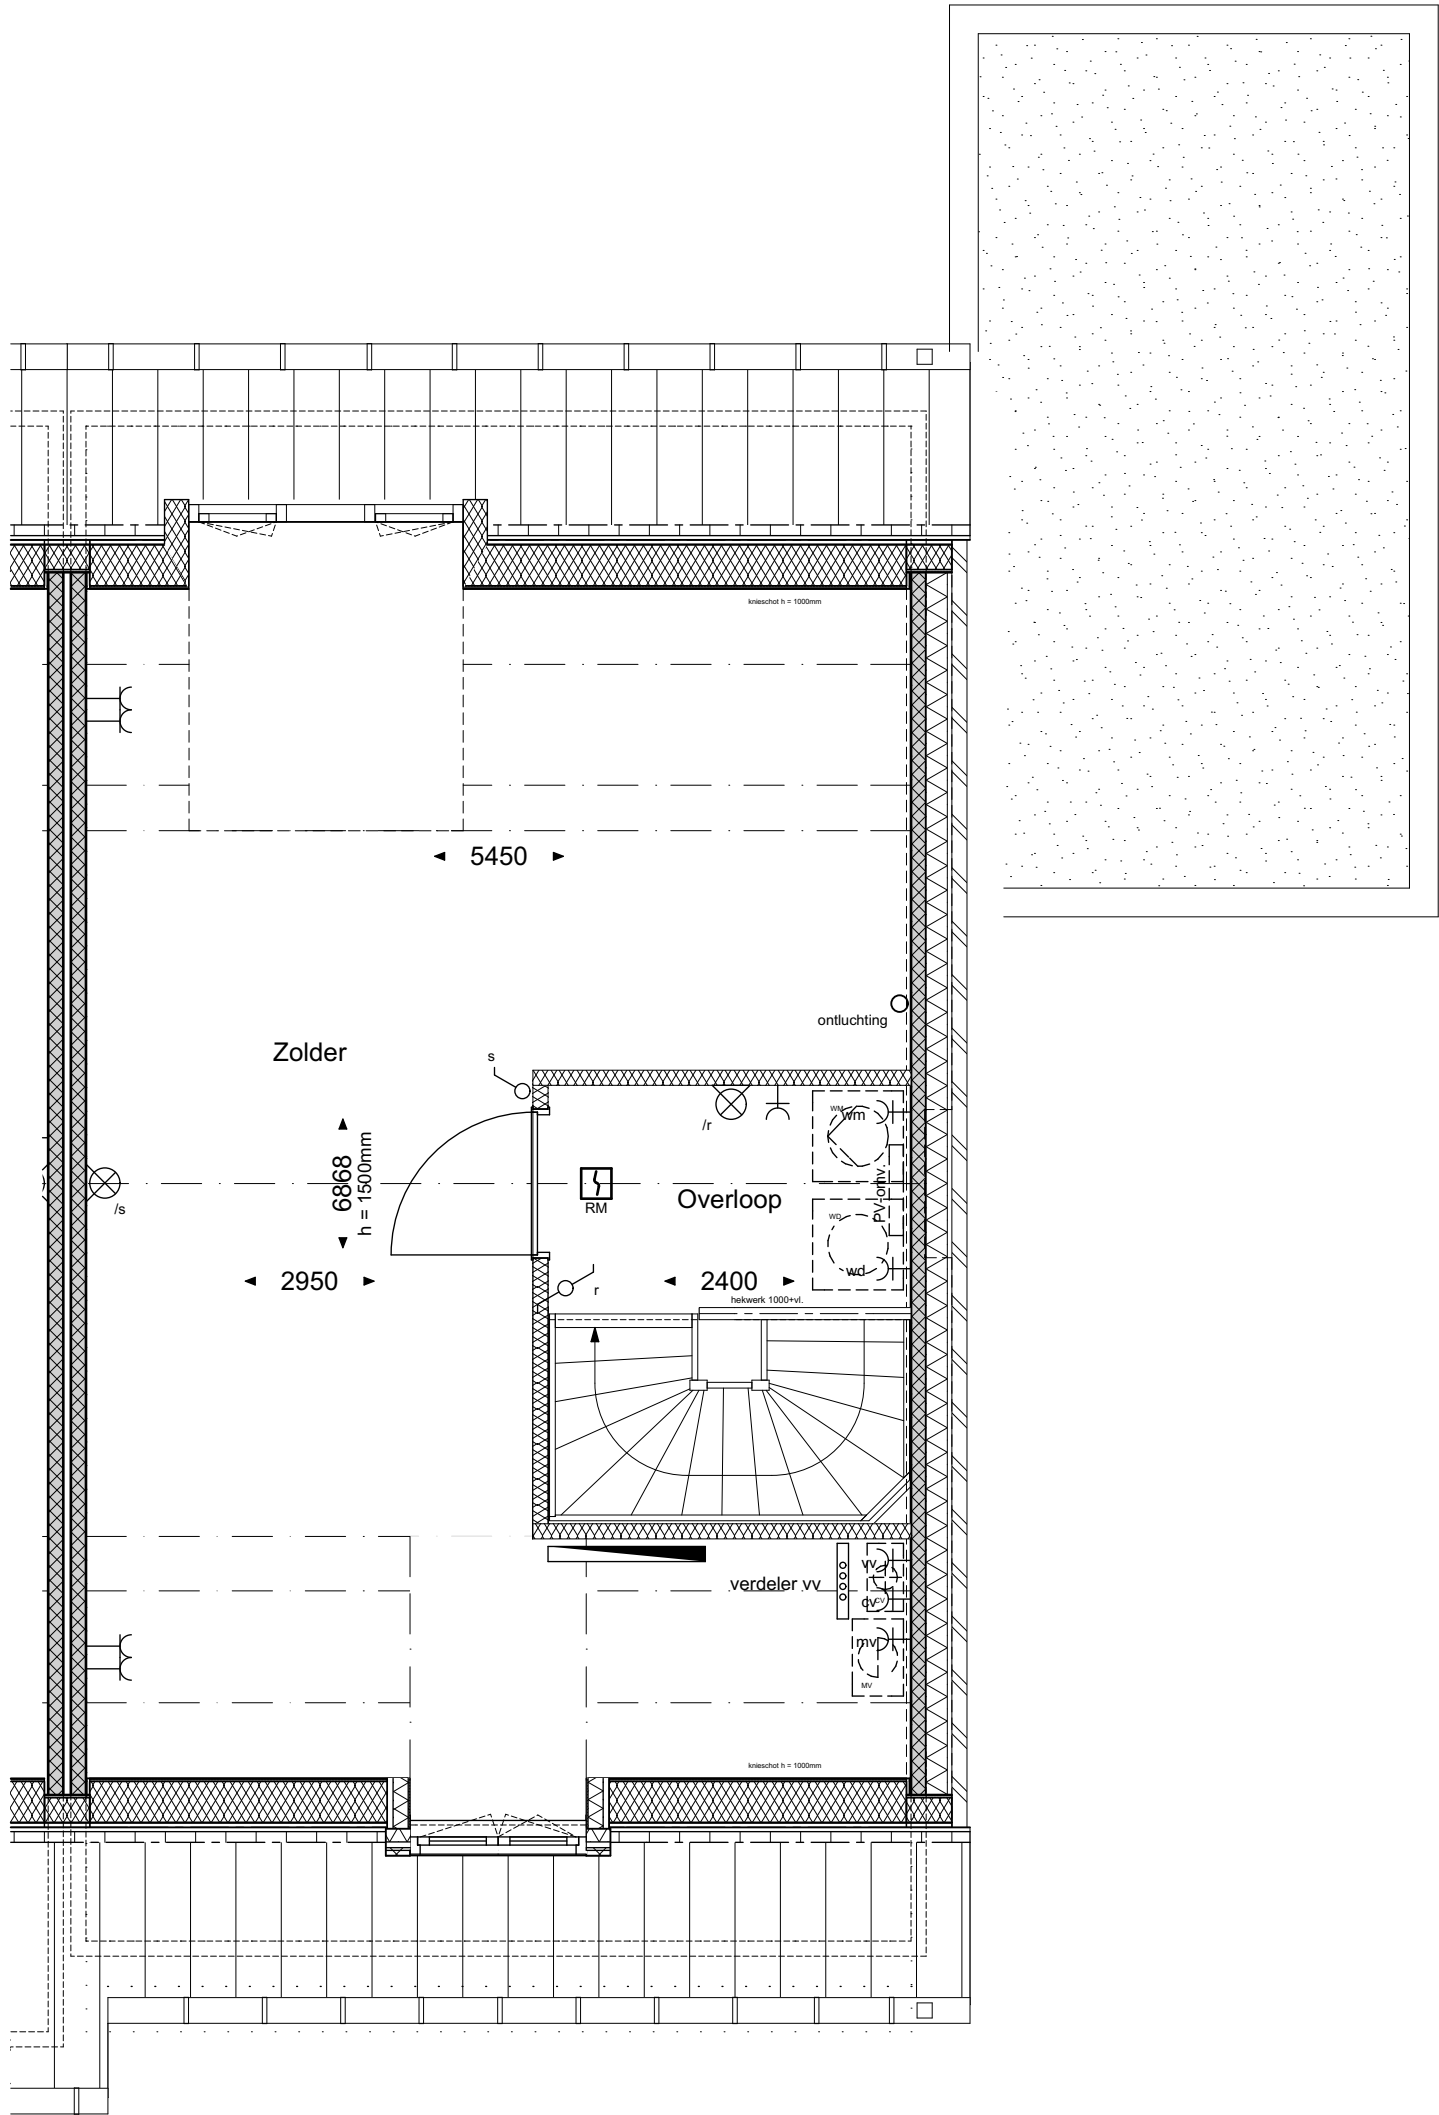 knieschot h = 1000mm
5450
ontluchting
Zolder
s
/r
WM
wm
6868
h = 1500mm
/s
RM
Overloop
PV-omv.
WD
wd
2950
r
2400
hekwerk 1000+vl.
verdeler vv
vv
cv
CV
mv
MV
knieschot h = 1000mm